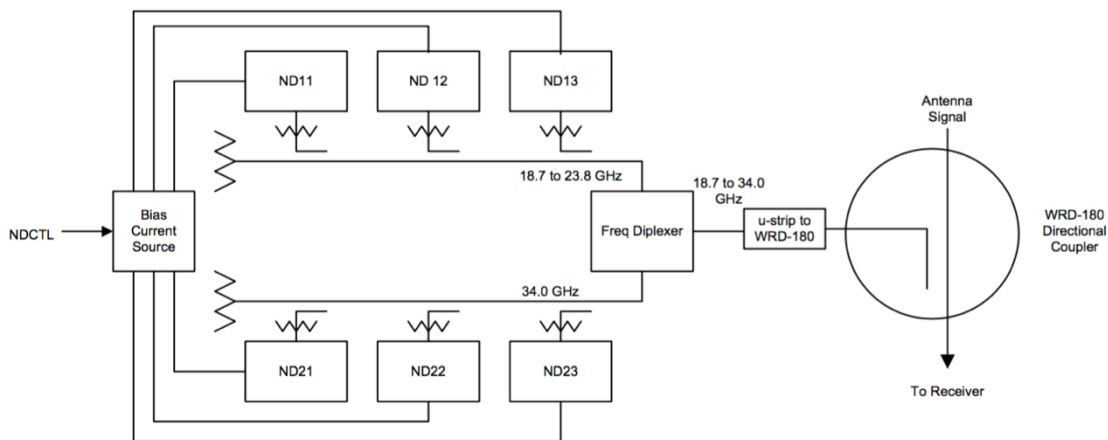 ND11
ND 12
ND13
Antenna
Signal
18.7 to 23.8 GHz
18.7 to 34.0
GHz
NDCTL
Bias
Current
Source
Freq Diplexer
u-strip to
WRD-180
WRD-180
Directional
Coupler
34.0 GHz
ND21
ND22
ND23
To Receiver